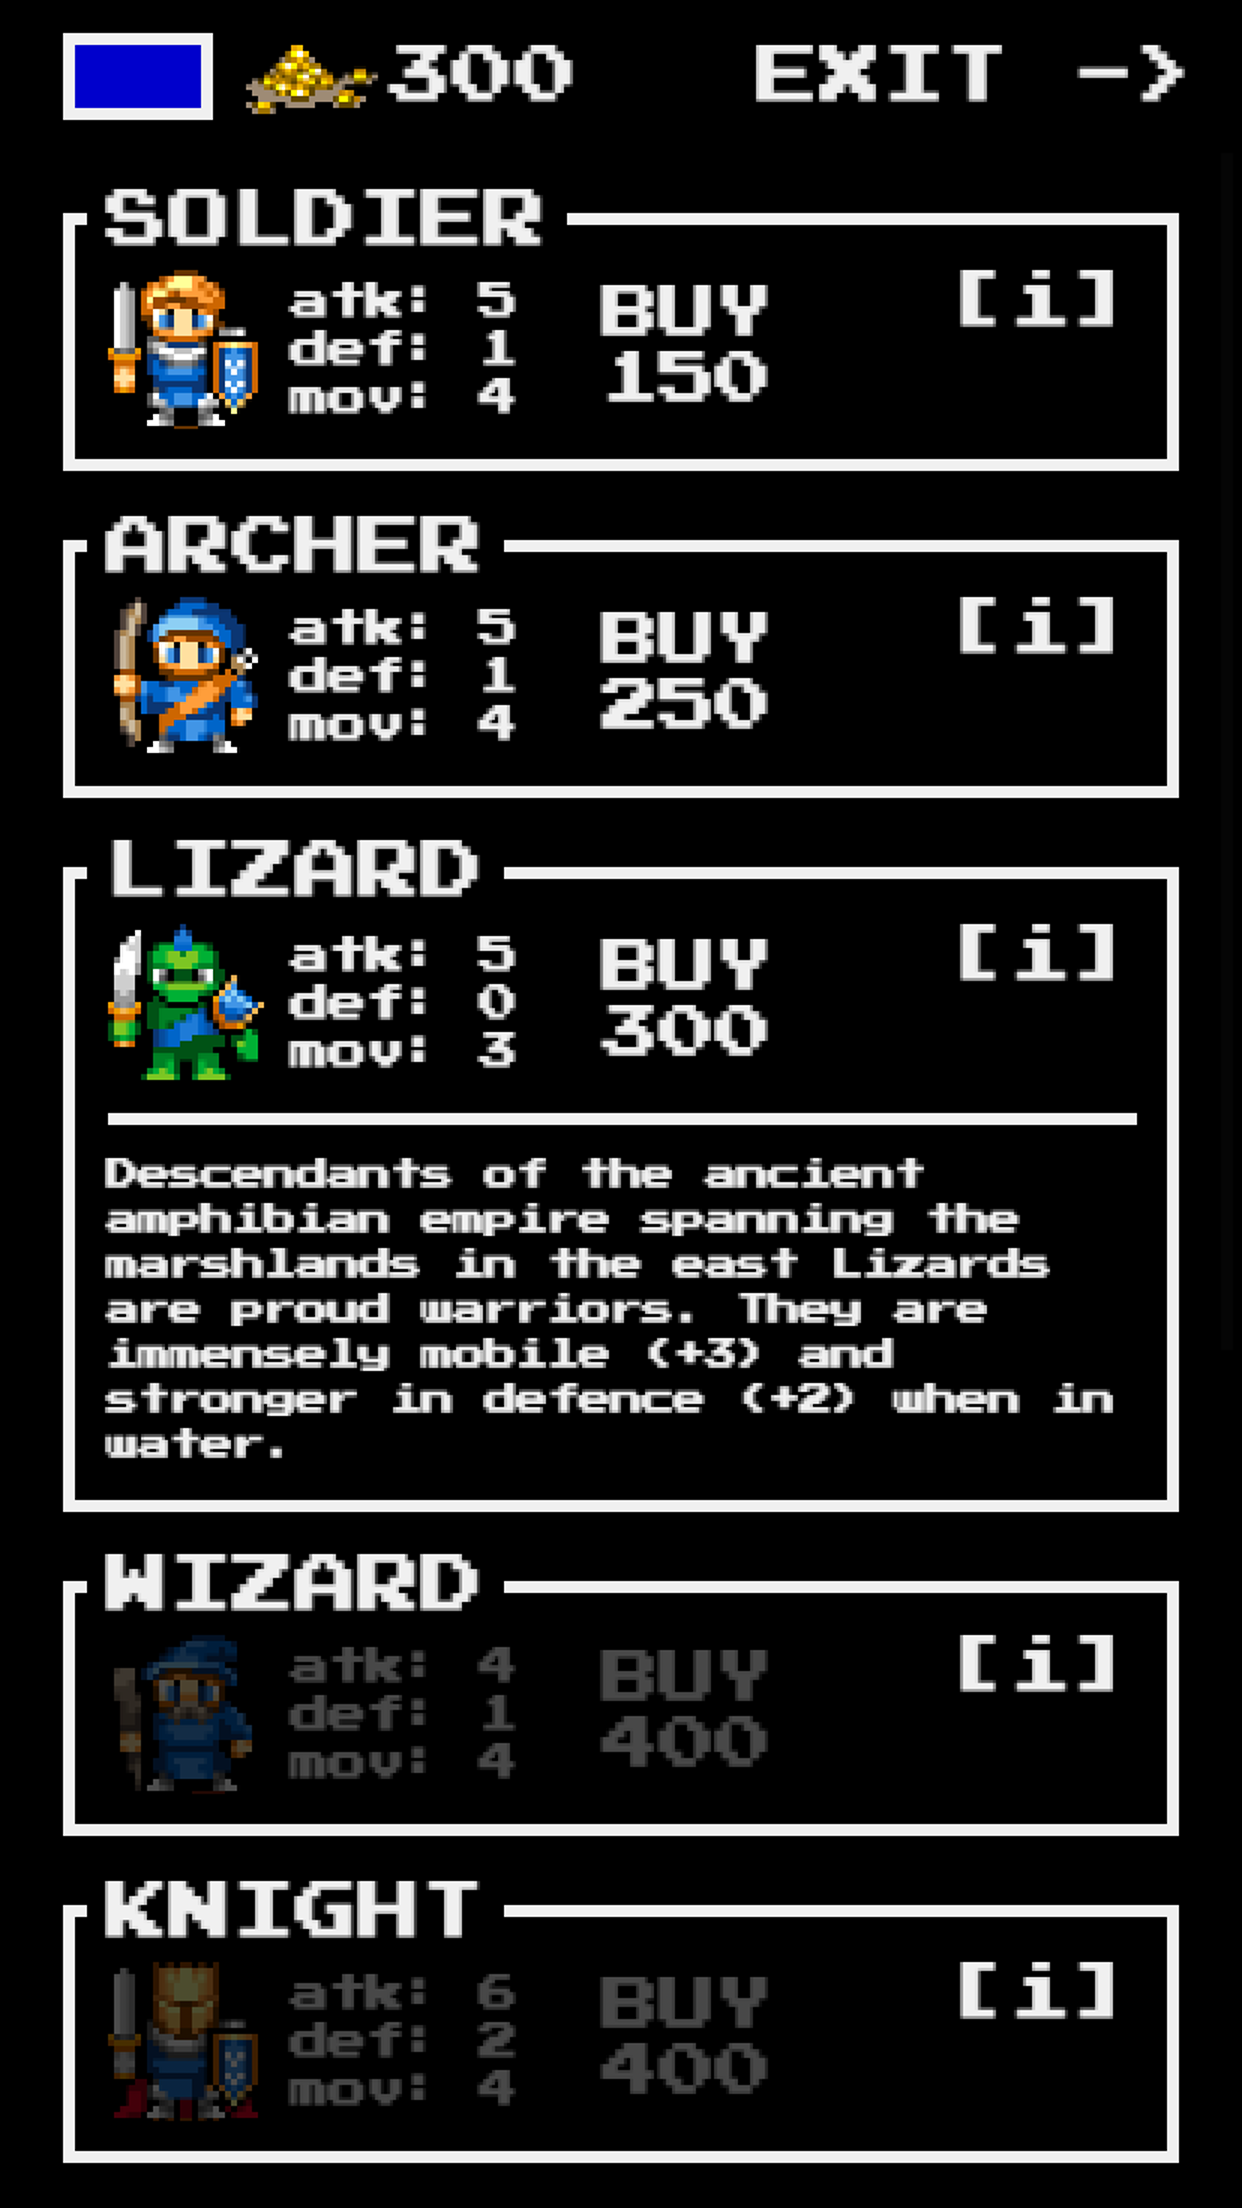 300 EXIT ->
SOLDIER
atk: 5
def: 1
mov: 4
BUY
150
[i]
ARCHER
atk: 5
def: 1
mov: 4
BUY
250
[i]
LIZARD
atk: 5
def: 0
mov: 3
BUY
300
[i]
Descendants of the ancient
amphibian empire spanning the
marshlands in the east Lizards
are proud warriors. They are
immensely mobile (+3) and
stronger in defence (+2) when in
water.
WIZARD
atk: 4
def: 1
mov: 4
BUY
400
[i]
KNIGHT
atk: 6
def: 2
mov: 4
BUY
400
[i]